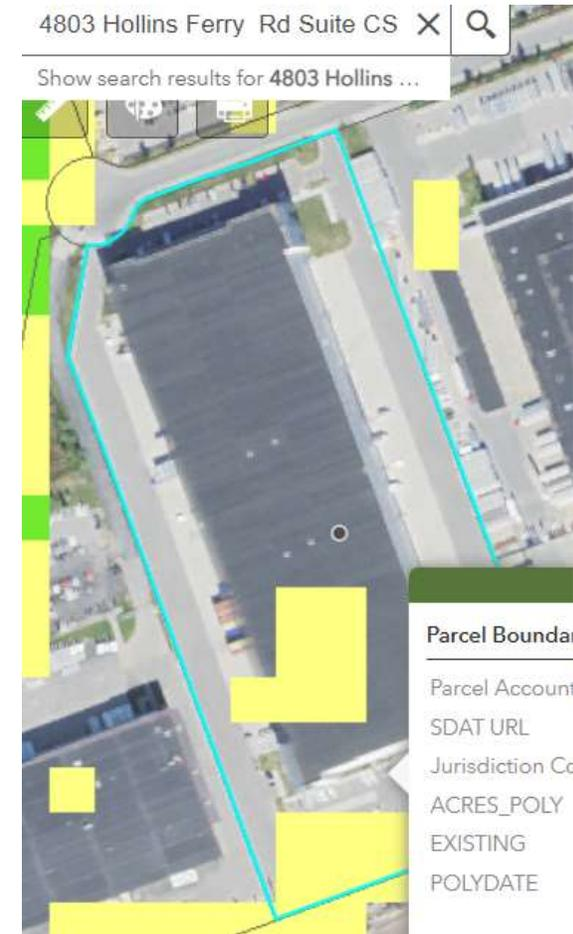 4803 Hollins Ferry Rd Suite CS
Show search results for 4803 Hollins ...
Parcel Boundar
Parcel Account
SDAT URL
Jurisdiction Co
ACRES_POLY
EXISTING
POLYDATE